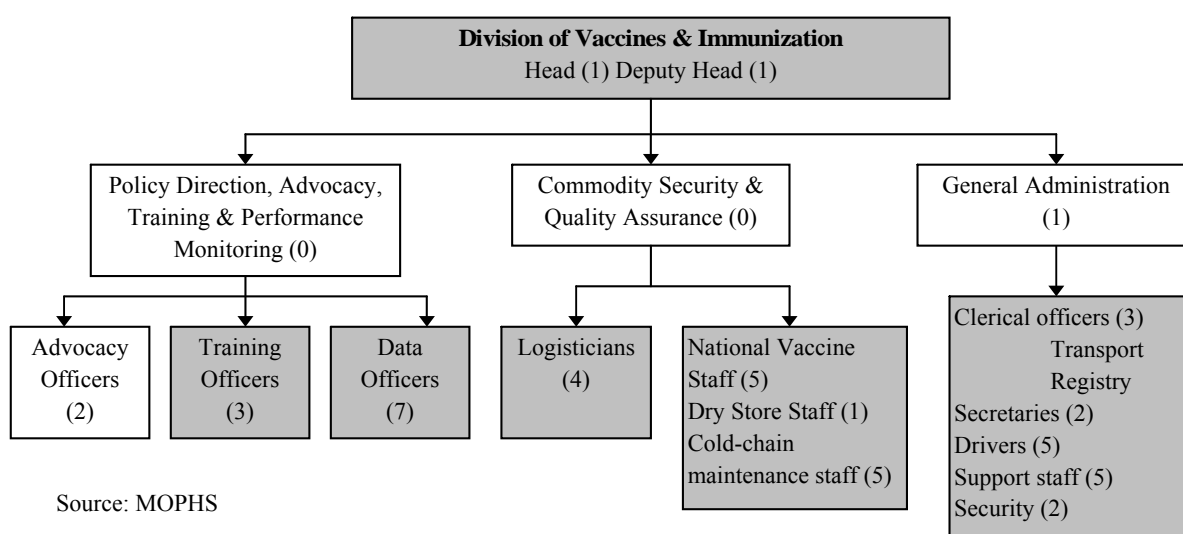 Division of Vaccines & Immunization
Head (1) Deputy Head (1)
Policy Direction, Advocacy,
Training & Performance
Monitoring (0)
Commodity Security &
Quality Assurance (0)
General Administration
(1)
Advocacy
Officers
(2)
Training
Officers
(3)
Data
Officers
(7)
Logisticians
(4)
National Vaccine
Staff (5)
Dry Store Staff (1)
Cold-chain
maintenance staff (5)
Clerical officers (3)
Transport
Registry
Secretaries (2)
Drivers (5)
Support staff (5)
Security (2)
Source: MOPHS